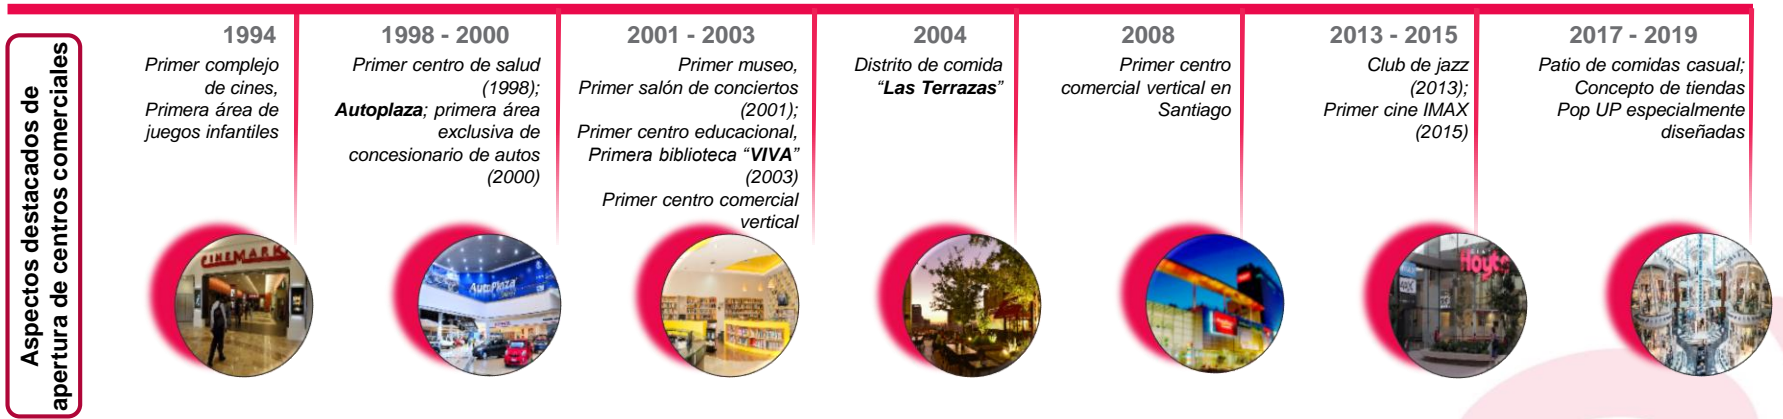 Aspectos destacados de
apertura de centros comerciales
1994
Primer complejo
de cines,
Primera área de
juegos infantiles
1998 - 2000
Primer centro de salud
(1998);
Autoplaza; primera área
exclusiva de
concesionario de autos
(2000)
2001 - 2003
Primer museo,
Primer salón de conciertos
(2001);
Primer centro educacional,
Primera biblioteca “VIVA”
(2003)
Primer centro comercial
vertical
2004
Distrito de comida
“Las Terrazas”
2008
Primer centro
comercial vertical en
Santiago
2013 - 2015
Club de jazz
(2013);
Primer cine IMAX
(2015)
2017 - 2019
Patio de comidas casual;
Concepto de tiendas
Pop UP especialmente
diseñadas
CINEMARK
AutoPlaza
Hoyts